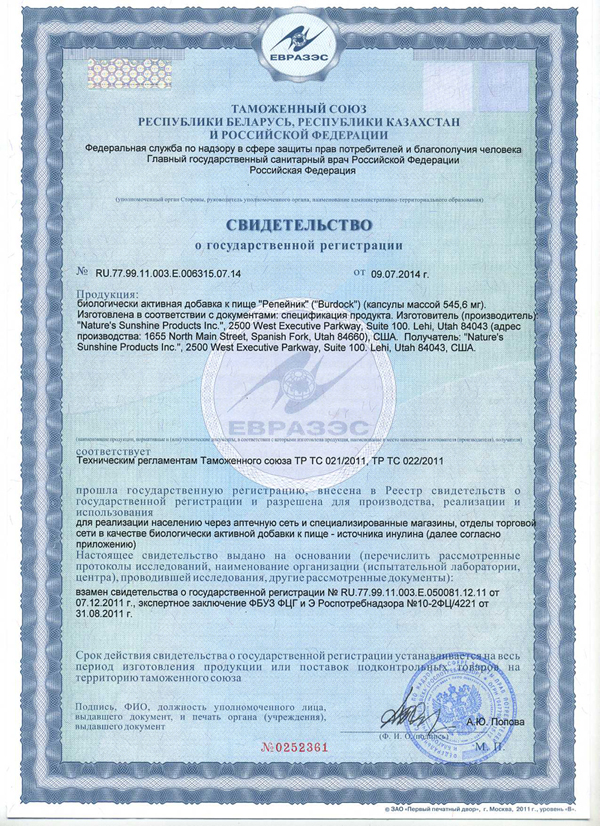 ЕВРАЗЭС
ТАМОЖЕННЫЙ СОЮЗ
РЕСПУБЛИКИ БЕЛАРУСЬ, РЕСПУБЛИКИ КАЗАХСТАН
И РОССИЙСКОЙ ФЕДЕРАЦИИ
Федеральная служба по надзору в сфере защиты прав потребителей и благополучия человека
Главный государственный санитарный врач Российской Федерации
Российская Федерация
(уполномоченный орган Стороны, руководитель уполномоченного органа, наименование административно-территориального образования)
СВИДЕТЕЛЬСТВО
о государственной регистрации
№ RU.77.99.11.003.E.006315.07.14 от 09.07.2014 г.
Продукция:
биологически активная добавка к пище "Репейник" ("Burdock") (капсулы массой 545,6 мг).
Изготовлена в соответствии с документами: спецификация продукта. Изготовитель (производитель):
"Nature's Sunshine Products Inc.", 2500 West Executive Parkway, Suite 100. Lehi, Utah 84043 (адрес
производства: 1655 North Main Street, Spanish Fork, Utah 84660), США. Получатель: "Nature's
Sunshine Products Inc.", 2500 West Executive Parkway, Suite 100. Lehi, Utah 84043, США.
ЕВРАЗЭС
(наименование продукции, нормативные и (или) технические документы, в соответствии с которыми изготовлена продукция, наименование и место нахождения изготовителя (производителя), получателя)
соответствует
Техническим регламентам Таможенного союза ТР ТС 021/2011, ТР ТС 022/2011
прошла государственную регистрацию, внесена в Реестр свидетельств о
государственной регистрации и разрешена для производства, реализации и
использования
для реализации населению через аптечную сеть и специализированные магазины, отделы торговой
сети в качестве биологически активной добавки к пище - источника инулина (далее согласно
приложению)
Настоящее свидетельство выдано на основании (перечислить рассмотренные
протоколы исследований, наименование организации (испытательной лаборатории,
центра), проводившей исследования, другие рассмотренные документы):
взамен свидетельства о государственной регистрации № RU.77.99.11.003.Е.050081.12.11 от
07.12.2011 г., экспертное заключение ФБУЗ ФЦГ и Э Роспотребнадзора №10-2ФЦ/4221 от
31.08.2011 г.
Срок действия свидетельства о государственной регистрации устанавливается на весь
период изготовления продукции или поставок подконтрольных товаров на
территорию таможенного союза
Подпись, ФИО, должность уполномоченного лица,
выдавшего документ, и печать органа (учреждения),
выдавшего документ
А.Ю. Попова
(Ф. И. О./подпись)
М. П.
№0252361
© ЗАО «Первый печатный двор», г. Москва, 2011 г., уровень «В».